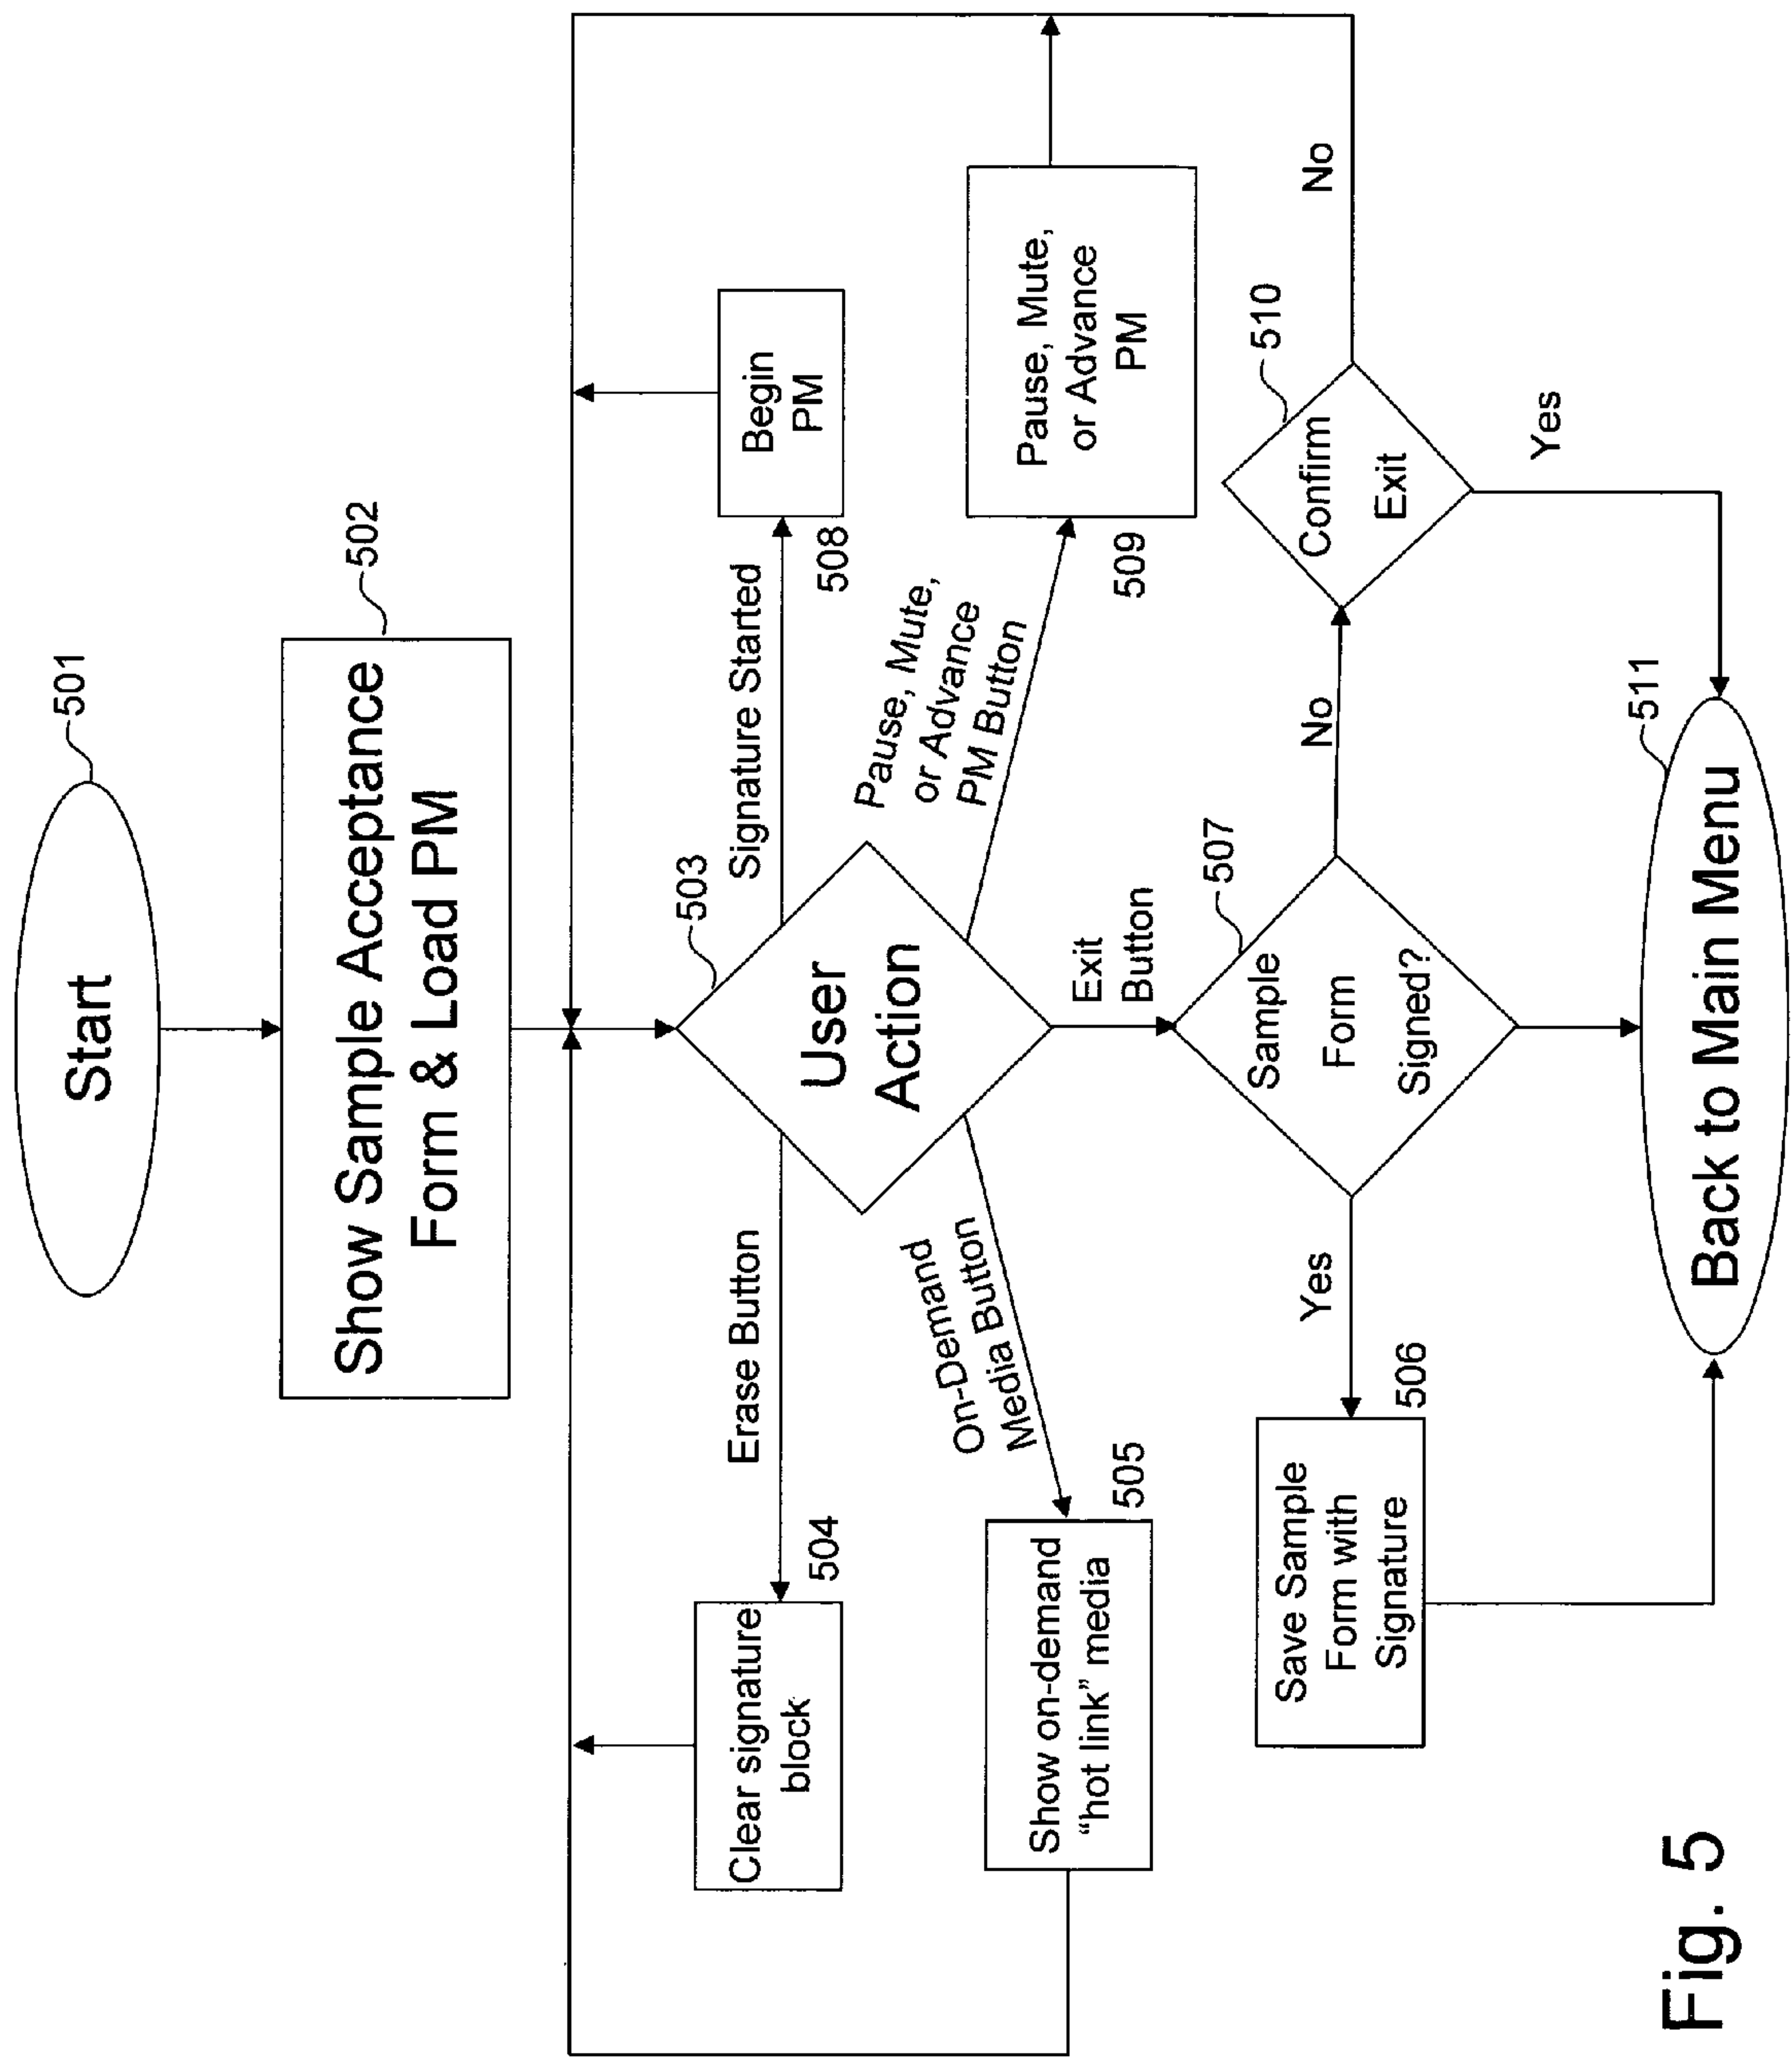 Start
501
Show Sample Acceptance
Form & Load PM
502
User
Action
503
Erase Button
Clear signature
block
504
Signature Started
Begin
PM
508
On-Demand
Media Button
Show on-demand
“hot link” media
505
Pause, Mute,
or Advance
PM Button
Pause, Mute,
or Advance
PM
509
Exit
Button
Sample
Form
Signed?
507
Yes
Save Sample
Form with
Signature
506
No
Confirm
Exit
510
No
Yes
Back to Main Menu
511
Fig. 5